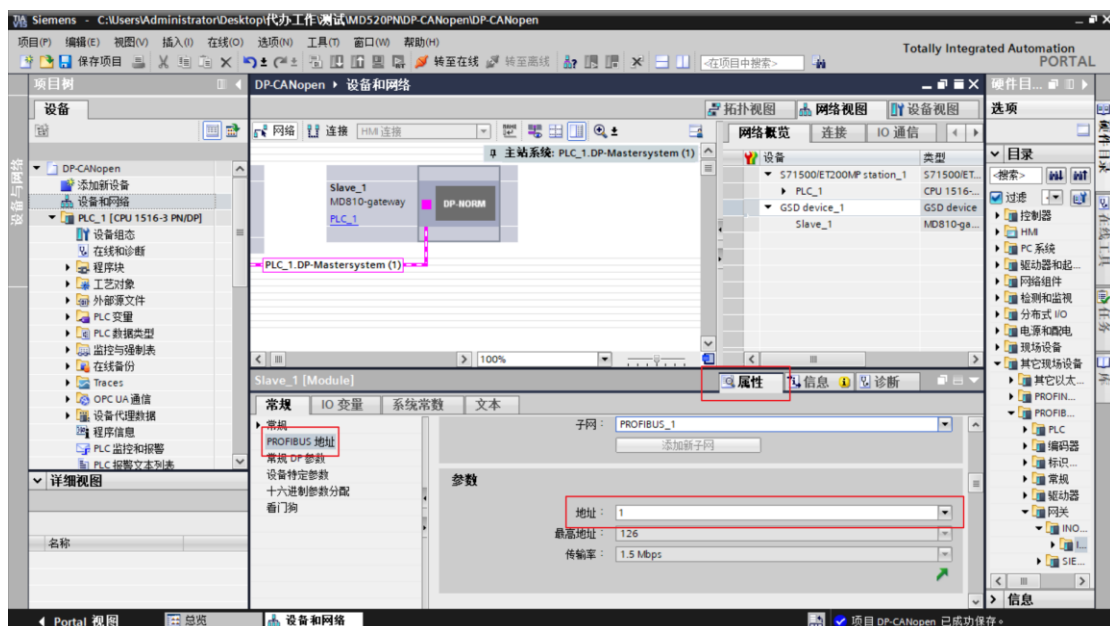 Siemens - C:\Users\Administrator\Desktop\代办工作\测试\MD520PN\DP-CANopen\DP-CANopen
项目(P) 编辑(E) 视图(V) 插入(I) 在线(O) 选项(N) 工具(T) 窗口(W) 帮助(H)
Totally Integrated Automation
PORTAL
保存项目 转至在线 转至离线 <在项目中搜索>
项目树
设备
DP-CANopen
添加新设备
设备和网络
PLC_1 [CPU 1516-3 PN/DP]
设备组态
在线和诊断
程序块
工艺对象
外部源文件
PLC 变量
PLC 数据类型
监控与强制表
在线备份
Traces
OPC UA 通信
设备代理数据
程序信息
PLC 监控和报警
PLC 报警文本列表
详细视图
名称
设备与网络
DP-CANopen ▸ 设备和网络
拓扑视图 网络视图 设备视图
网络 连接 HMI 连接
主站系统: PLC_1.DP-Mastersystem (1)
Slave_1
MD810-gateway
PLC_1
DP-NORM
PLC_1.DP-Mastersystem (1)
100%
网络概览 连接 IO 通信
设备 类型
S71500/ET200MP station_1 S71500/ET...
PLC_1 CPU 1516-...
GSD device_1 GSD device
Slave_1 MD810-ga...
Slave_1 [Module]
属性 信息 诊断
常规 IO 变量 系统常数 文本
常规
PROFIBUS 地址
常规 DP 参数
设备特定参数
十六进制参数分配
看门狗
子网: PROFIBUS_1
添加新子网
参数
地址: 1
最高地址: 126
传输率: 1.5 Mbps
硬件目...
选项
目录
<搜索>
过滤
控制器
HMI
PC 系统
驱动器和起...
网络组件
检测和监视
分布式 I/O
电源和配电
现场设备
其它现场设备
其它以太...
PROFIN...
PROFIB...
PLC
编码器
标识...
常规
驱动器
网关
INO...
I...
SIE...
信息
Portal 视图 总览 设备和网络
项目 DP-CANopen 已成功保存。